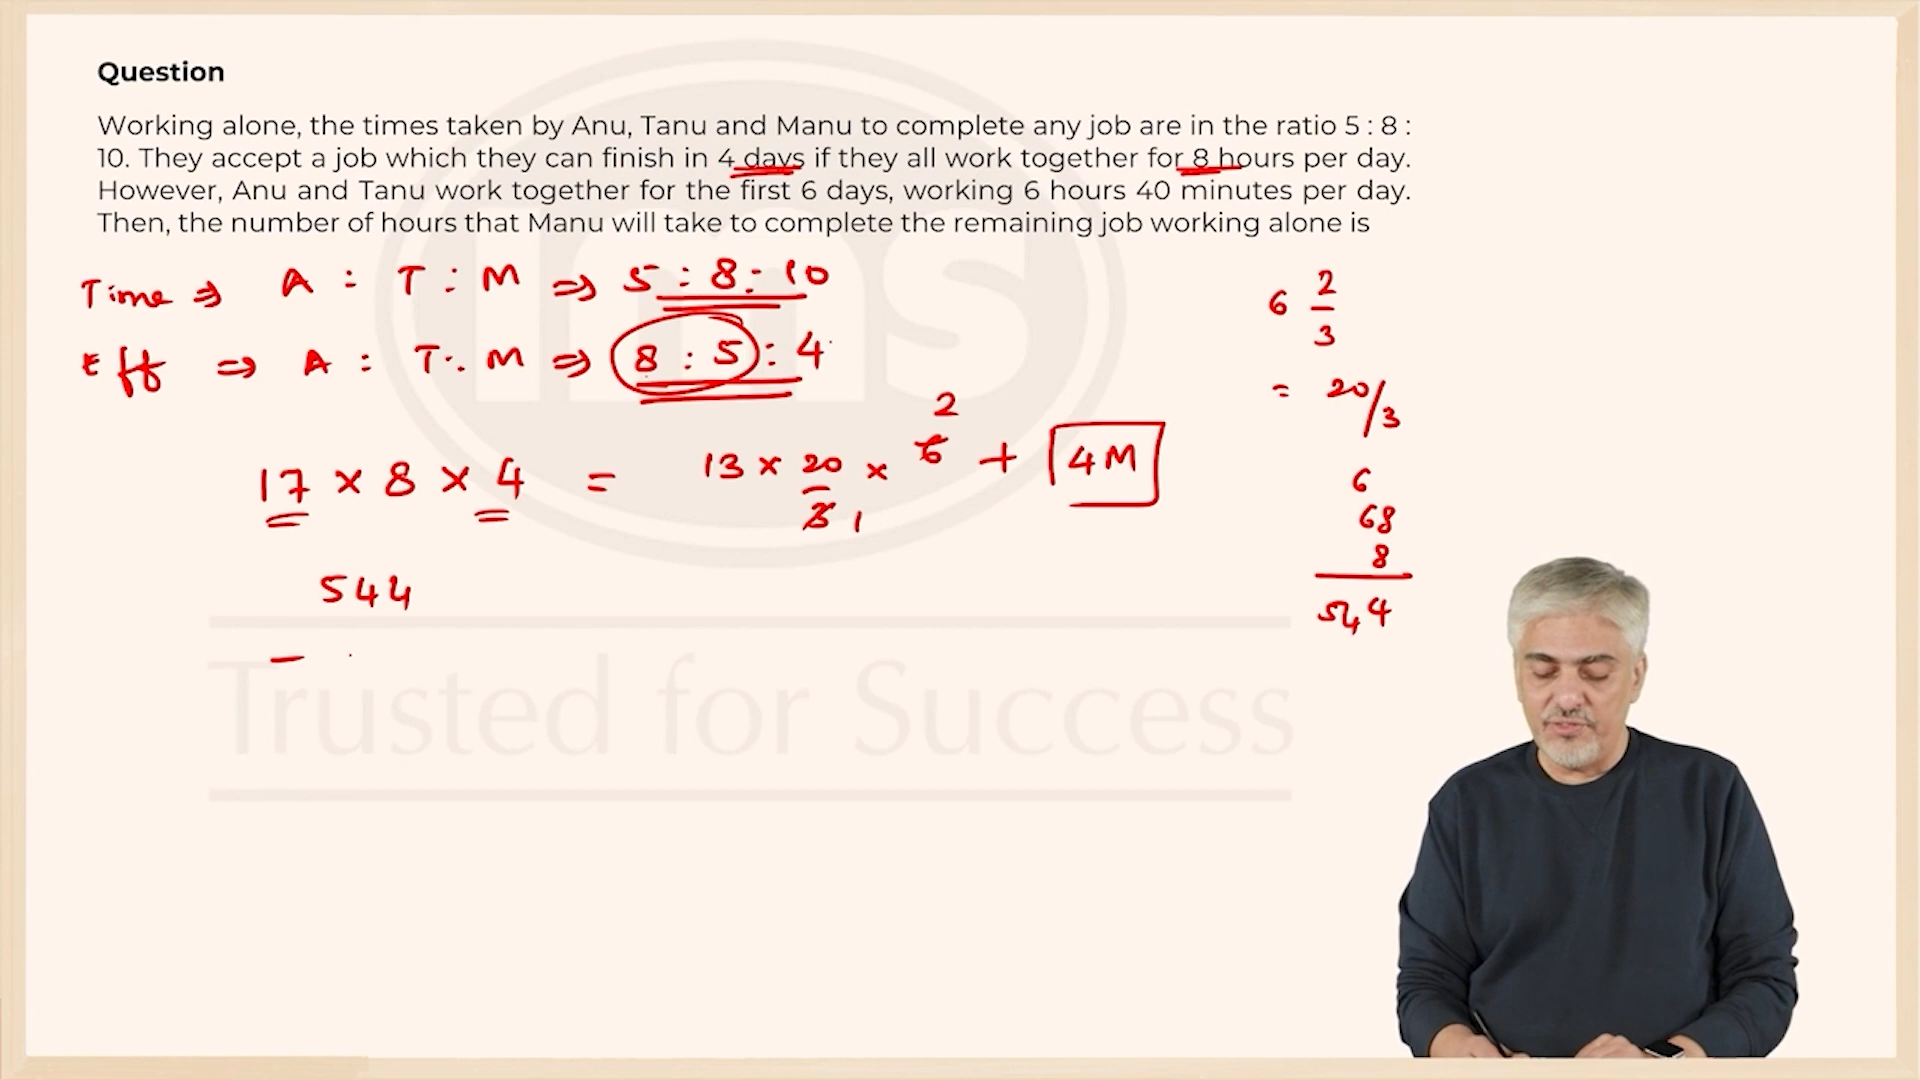 Question
Working alone, the times taken by Anu, Tanu and Manu to complete any job are in the ratio 5 : 8 :
10. They accept a job which they can finish in 4 days if they all work together for 8 hours per day.
However, Anu and Tanu work together for the first 6 days, working 6 hours 40 minutes per day.
Then, the number of hours that Manu will take to complete the remaining job working alone is
Time ⇒ A : T : M ⇒ 5 : 8 : 10
Eff ⇒ A : T : M ⇒ 8 : 5 : 4
6 2/3
= 20/3
2
17 × 8 × 4 = 13 × 20 × 6 + 4M
3 1
6
68
8
544
544
-
ims
Trusted for Success